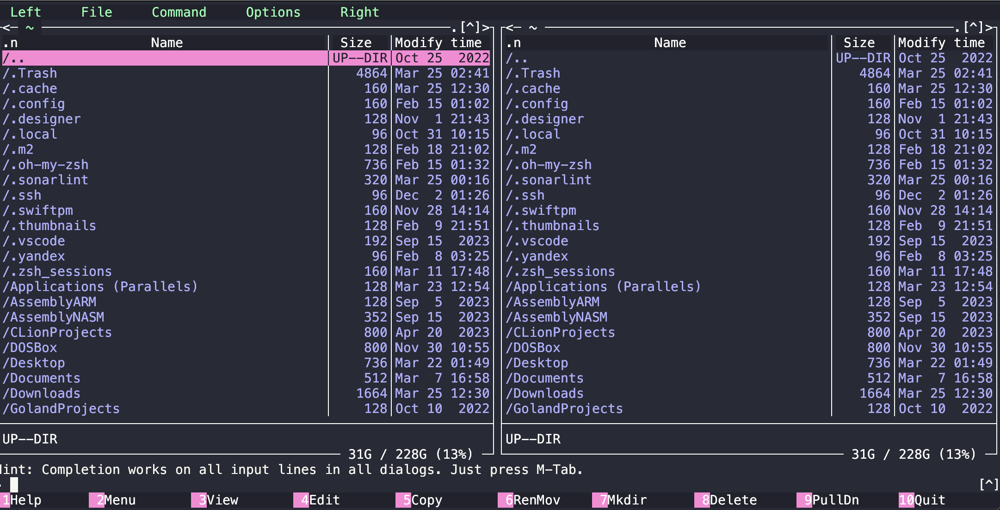 Left File Command Options Right
<─ ~ ─.[^]> <─ ~ ─.[^]>
.n Name Size Modify time .n Name Size Modify time
/.. UP--DIR Oct 25 2022 /.. UP--DIR Oct 25 2022
/.Trash 4864 Mar 25 02:41 /.Trash 4864 Mar 25 02:41
/.cache 160 Mar 25 12:30 /.cache 160 Mar 25 12:30
/.config 160 Feb 15 01:02 /.config 160 Feb 15 01:02
/.designer 128 Nov 1 21:43 /.designer 128 Nov 1 21:43
/.local 96 Oct 31 10:15 /.local 96 Oct 31 10:15
/.m2 128 Feb 18 21:02 /.m2 128 Feb 18 21:02
/.oh-my-zsh 736 Feb 15 01:32 /.oh-my-zsh 736 Feb 15 01:32
/.sonarlint 320 Mar 25 00:16 /.sonarlint 320 Mar 25 00:16
/.ssh 96 Dec 2 01:26 /.ssh 96 Dec 2 01:26
/.swiftpm 160 Nov 28 14:14 /.swiftpm 160 Nov 28 14:14
/.thumbnails 128 Feb 9 21:51 /.thumbnails 128 Feb 9 21:51
/.vscode 192 Sep 15 2023 /.vscode 192 Sep 15 2023
/.yandex 96 Feb 8 03:25 /.yandex 96 Feb 8 03:25
/.zsh_sessions 160 Mar 11 17:48 /.zsh_sessions 160 Mar 11 17:48
/Applications (Parallels) 128 Mar 23 12:54 /Applications (Parallels) 128 Mar 23 12:54
/AssemblyARM 128 Sep 5 2023 /AssemblyARM 128 Sep 5 2023
/AssemblyNASM 352 Sep 15 2023 /AssemblyNASM 352 Sep 15 2023
/CLionProjects 800 Apr 20 2023 /CLionProjects 800 Apr 20 2023
/DOSBox 800 Nov 30 10:55 /DOSBox 800 Nov 30 10:55
/Desktop 736 Mar 22 01:49 /Desktop 736 Mar 22 01:49
/Documents 512 Mar 7 16:58 /Documents 512 Mar 7 16:58
/Downloads 1664 Mar 25 12:30 /Downloads 1664 Mar 25 12:30
/GolandProjects 128 Oct 10 2022 /GolandProjects 128 Oct 10 2022
UP--DIR UP--DIR
31G / 228G (13%) 31G / 228G (13%)
int: Completion works on all input lines in all dialogs. Just press M-Tab.
[^]
1Help 2Menu 3View 4Edit 5Copy 6RenMov 7Mkdir 8Delete 9PullDn 10Quit